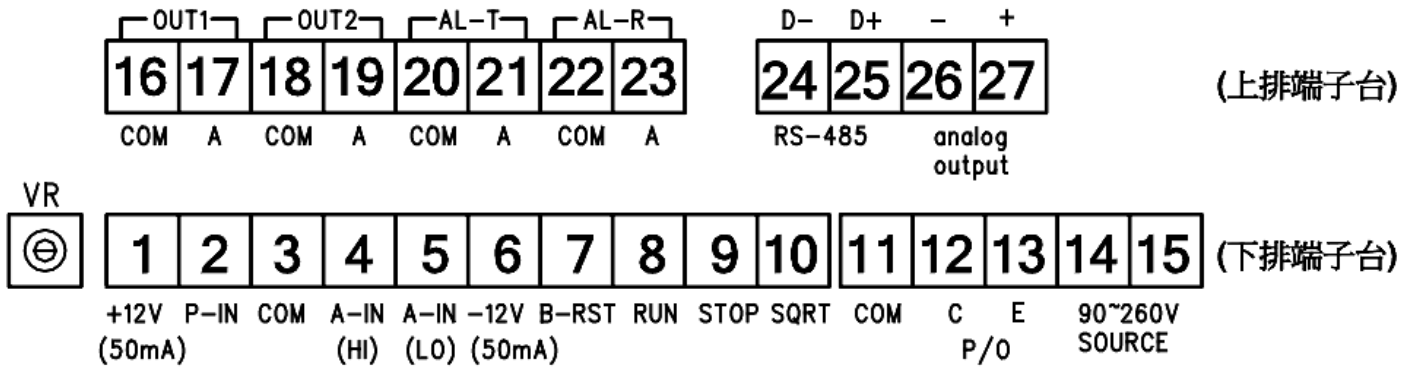 OUT1 OUT2 AL-T AL-R D- D+ - +
16 17 18 19 20 21 22 23 24 25 26 27 (上排端子台)
COM A COM A COM A COM A RS-485 analog
output
VR
1 2 3 4 5 6 7 8 9 10 11 12 13 14 15 (下排端子台)
+12V P-IN COM A-IN A-IN -12V B-RST RUN STOP SQRT COM C E 90~260V
(50mA) (HI) (LO) (50mA) P/O SOURCE